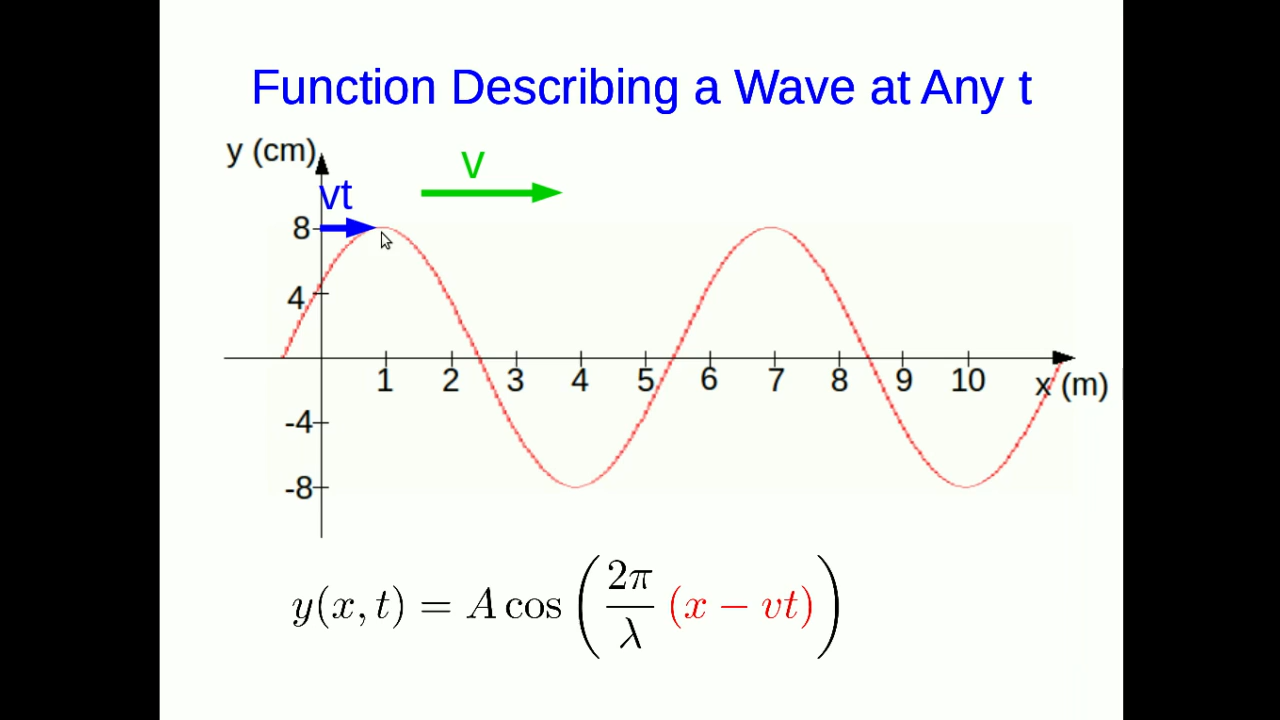 Function Describing a Wave at Any t
y (cm)
v
vt
8
4
1 2 3 4 5 6 7 8 9 10
x (m)
-4
-8
y(x, t) = A cos ( 2π/λ (x − vt) )